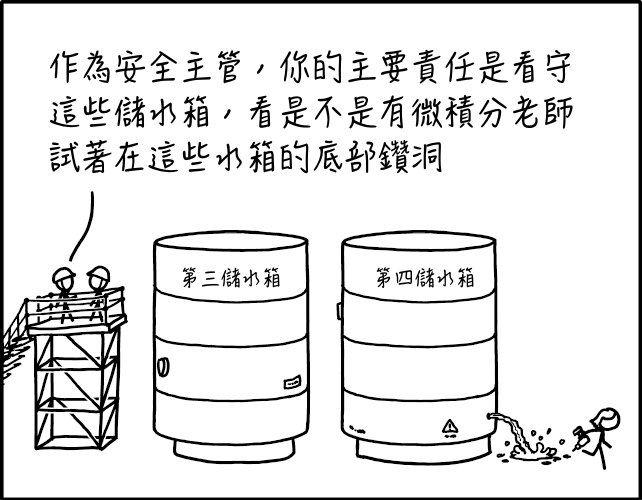 作為安全主管，你的主要責任是看守
這些儲水箱，看是不是有微積分老師
試著在這些水箱的底部鑽洞
第三儲水箱
第四儲水箱